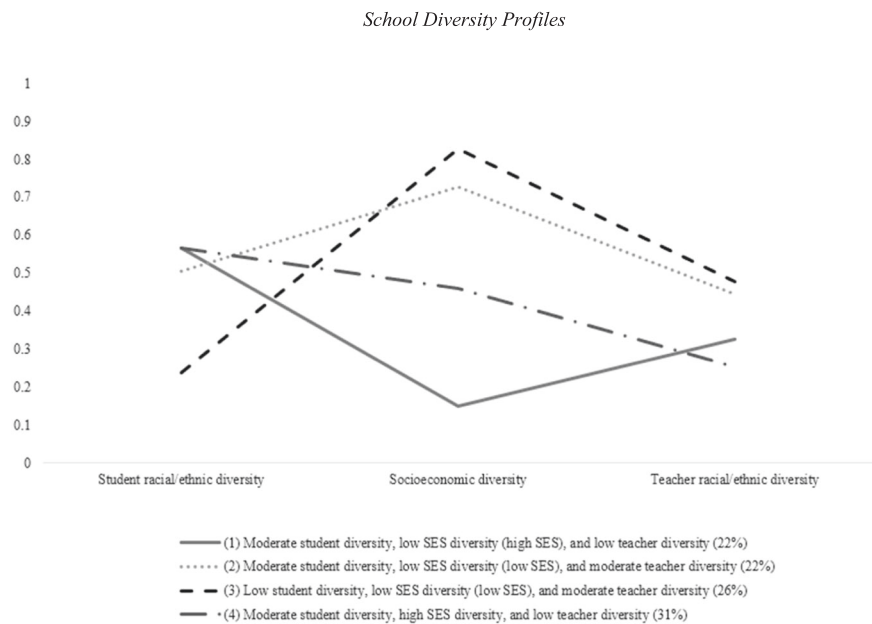 School Diversity Profiles
1
0.9
0.8
0.7
0.6
0.5
0.4
0.3
0.2
0.1
0
Student racial/ethnic diversity
Socioeconomic diversity
Teacher racial/ethnic diversity
(1) Moderate student diversity, low SES diversity (high SES), and low teacher diversity (22%)
(2) Moderate student diversity, low SES diversity (low SES), and moderate teacher diversity (22%)
(3) Low student diversity, low SES diversity (low SES), and moderate teacher diversity (26%)
(4) Moderate student diversity, high SES diversity, and low teacher diversity (31%)